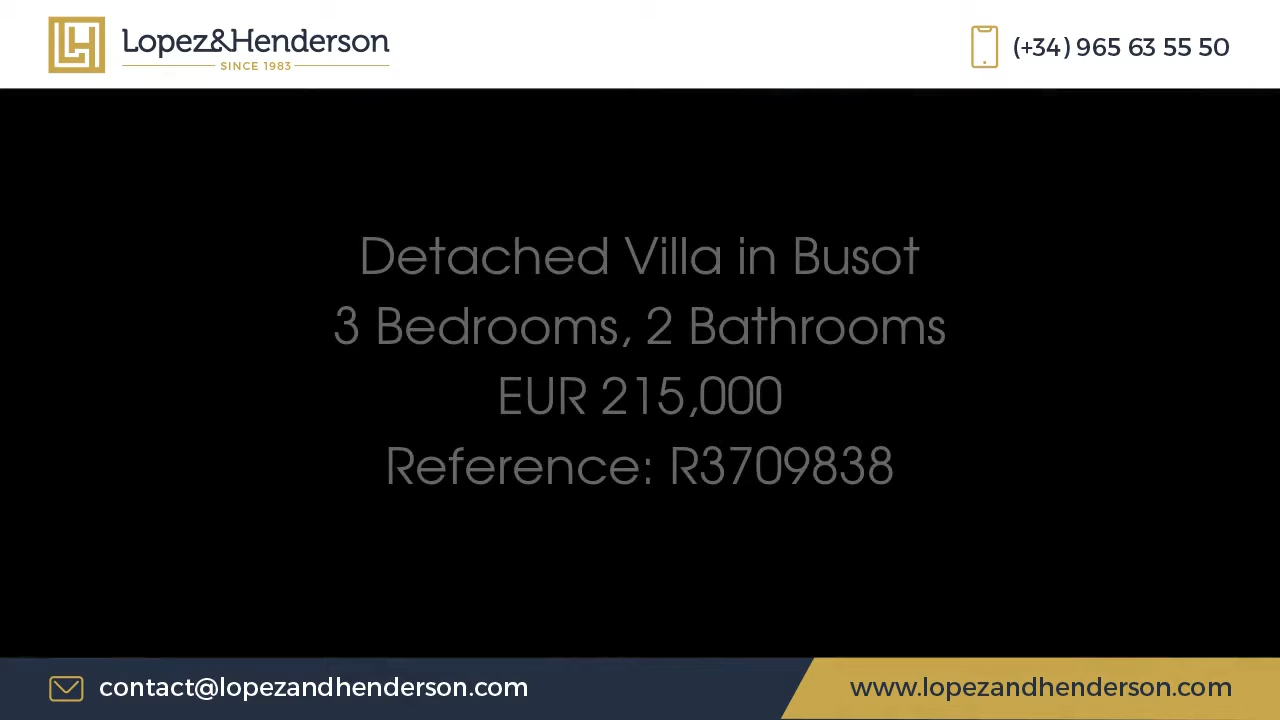 Lopez&Henderson
SINCE 1983
(+34) 965 63 55 50
Detached Villa in Busot
3 Bedrooms, 2 Bathrooms
EUR 215,000
Reference: R3709838
contact@lopezandhenderson.com
www.lopezandhenderson.com